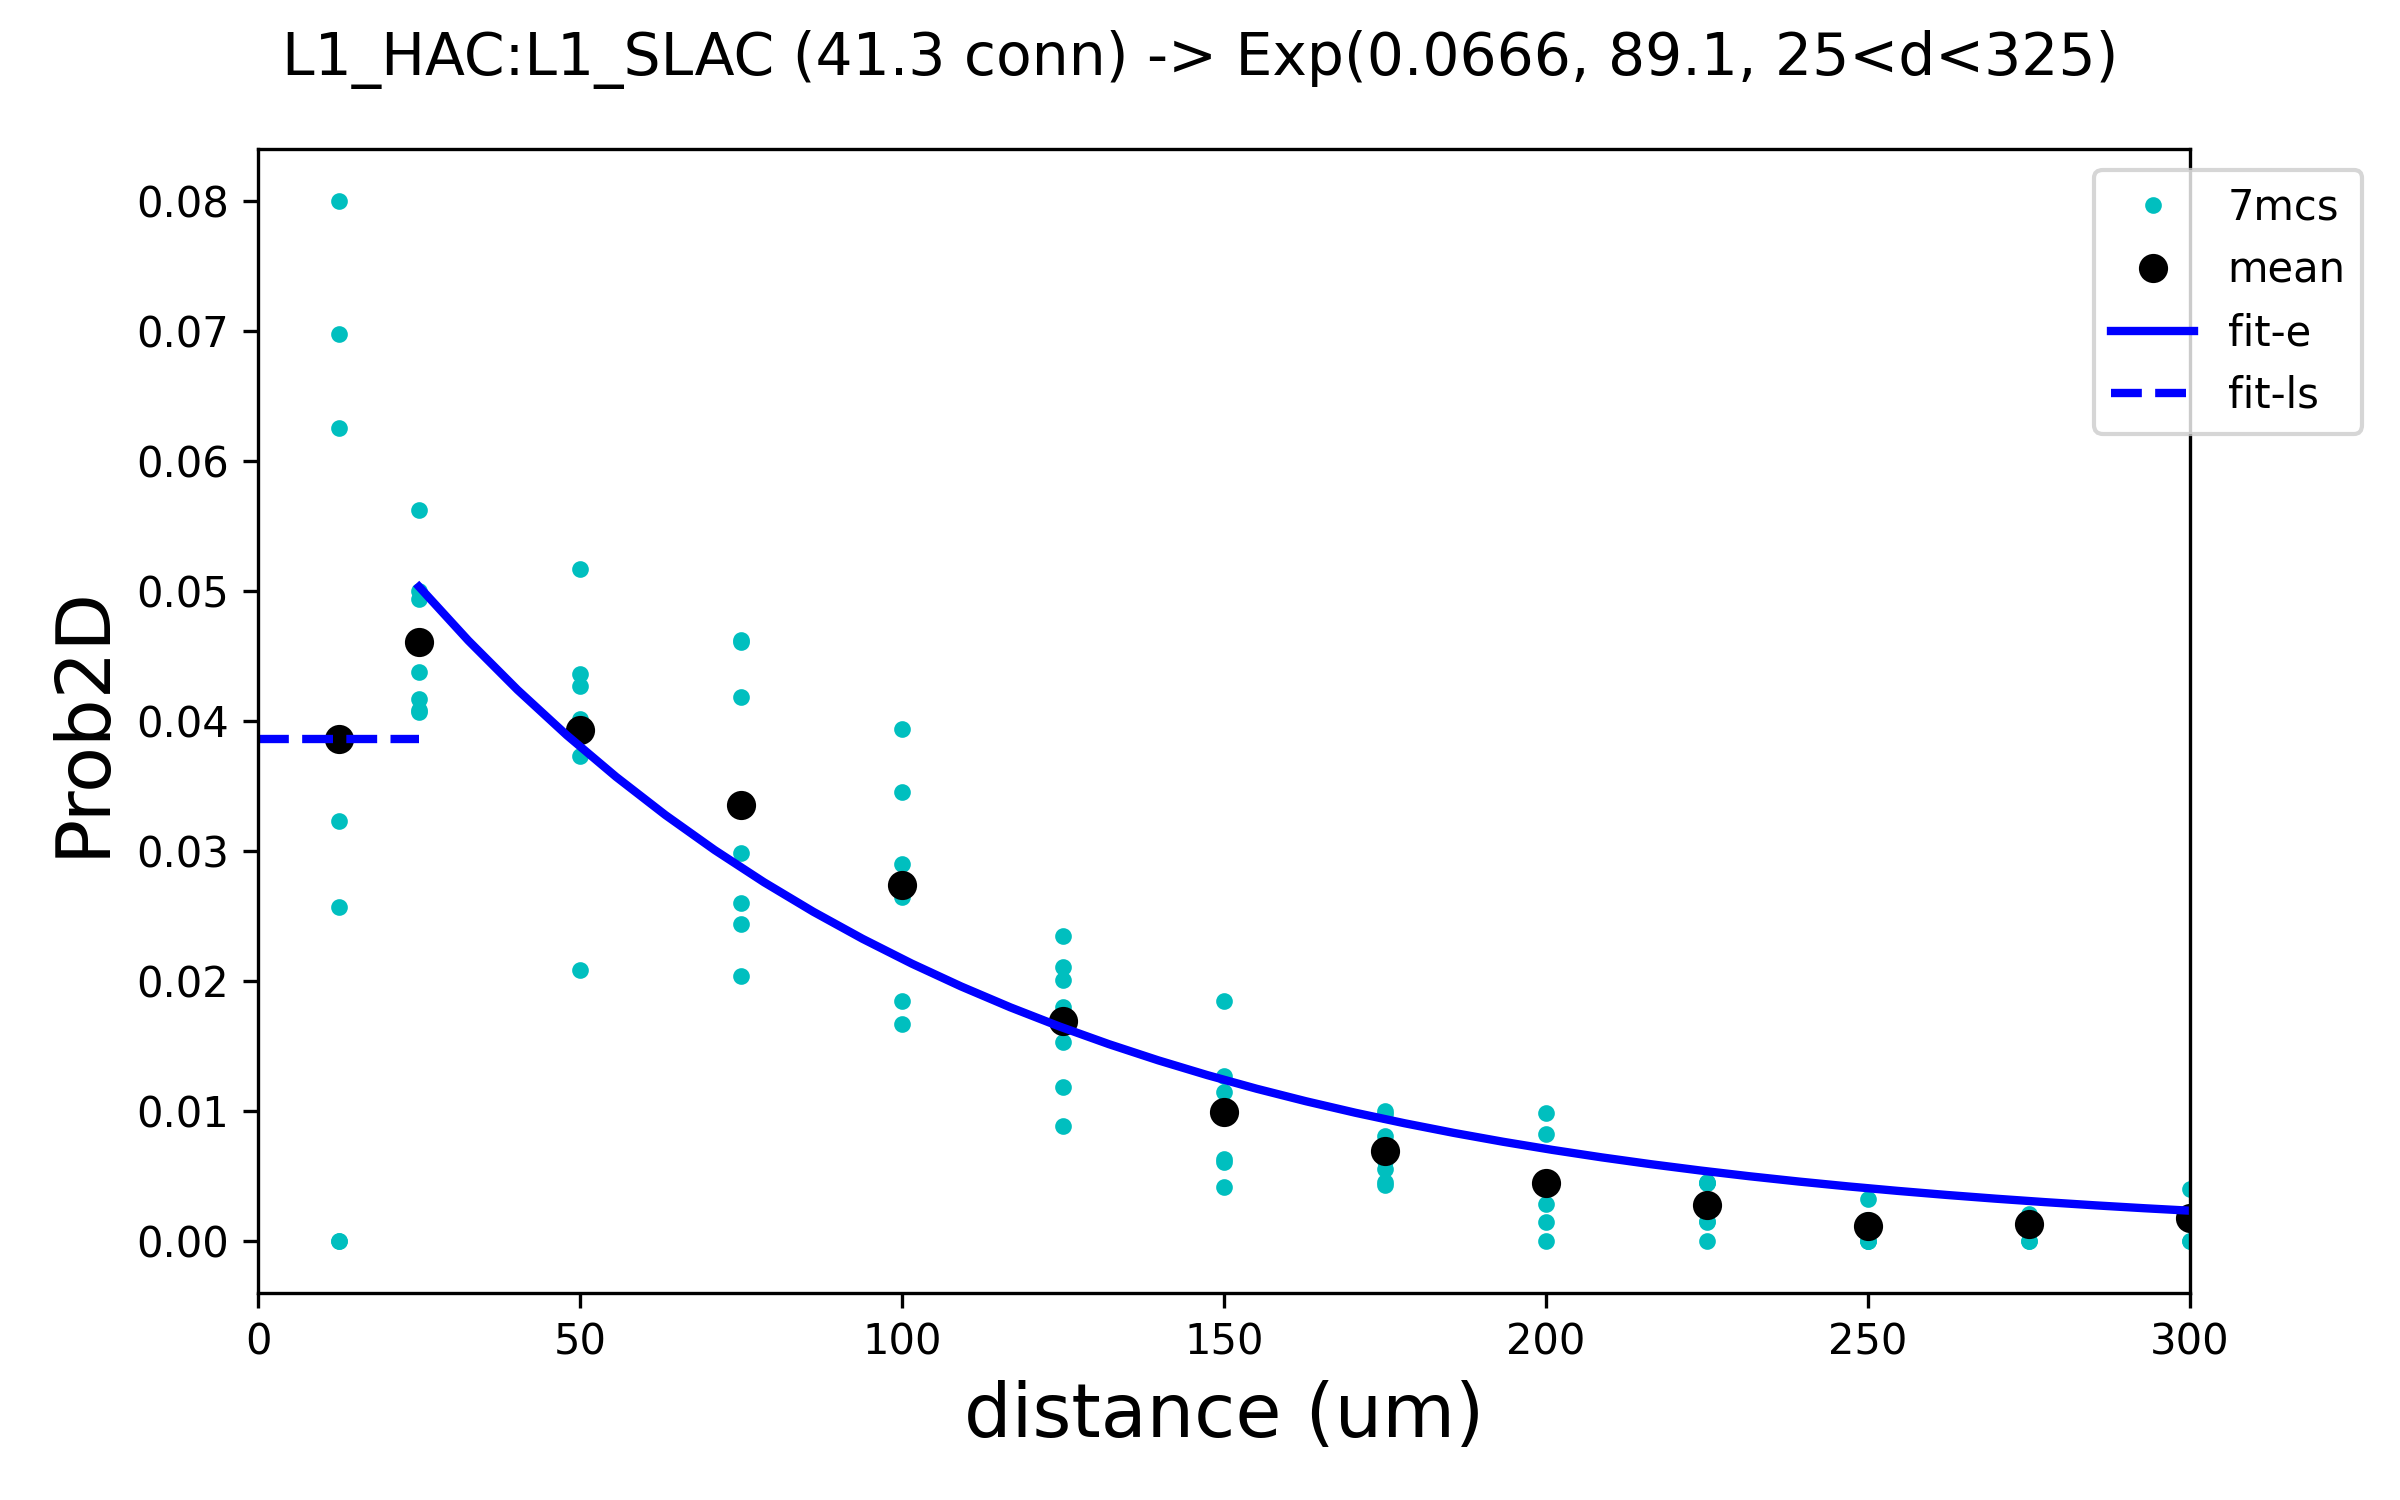 L1_HAC:L1_SLAC (41.3 conn) -> Exp(0.0666, 89.1, 25<d<325)
7mcs
mean
fit-e
fit-ls
Prob2D
0.08
0.07
0.06
0.05
0.04
0.03
0.02
0.01
0.00
0 50 100 150 200 250 300
distance (um)